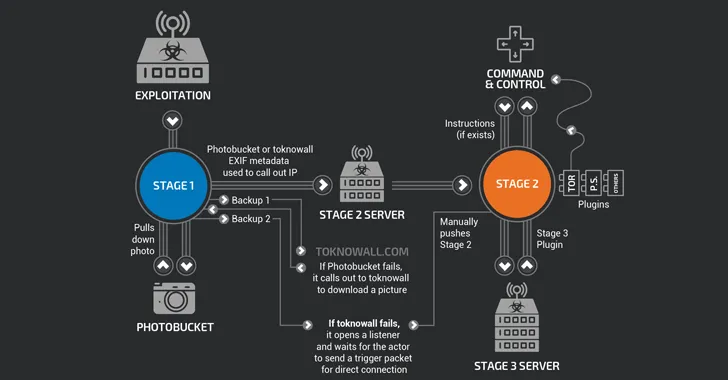 EXPLOITATION
COMMAND
& CONTROL
Instructions
(if exists)
Photobucket or toknowall
EXIF metadata
used to call out IP
STAGE 1
STAGE 2 SERVER
STAGE 2
TOR
P.S.
OTHERS
Plugins
Backup 1
Backup 2
Pulls
down
photo
PHOTOBUCKET
TOKNOWALL.COM
If Photobucket fails,
it calls out to toknowall
to download a picture
If toknowall fails,
it opens a listener
and waits for the actor
to send a trigger packet
for direct connection
Manually
pushes
Stage 2
Stage 3
Plugin
STAGE 3 SERVER